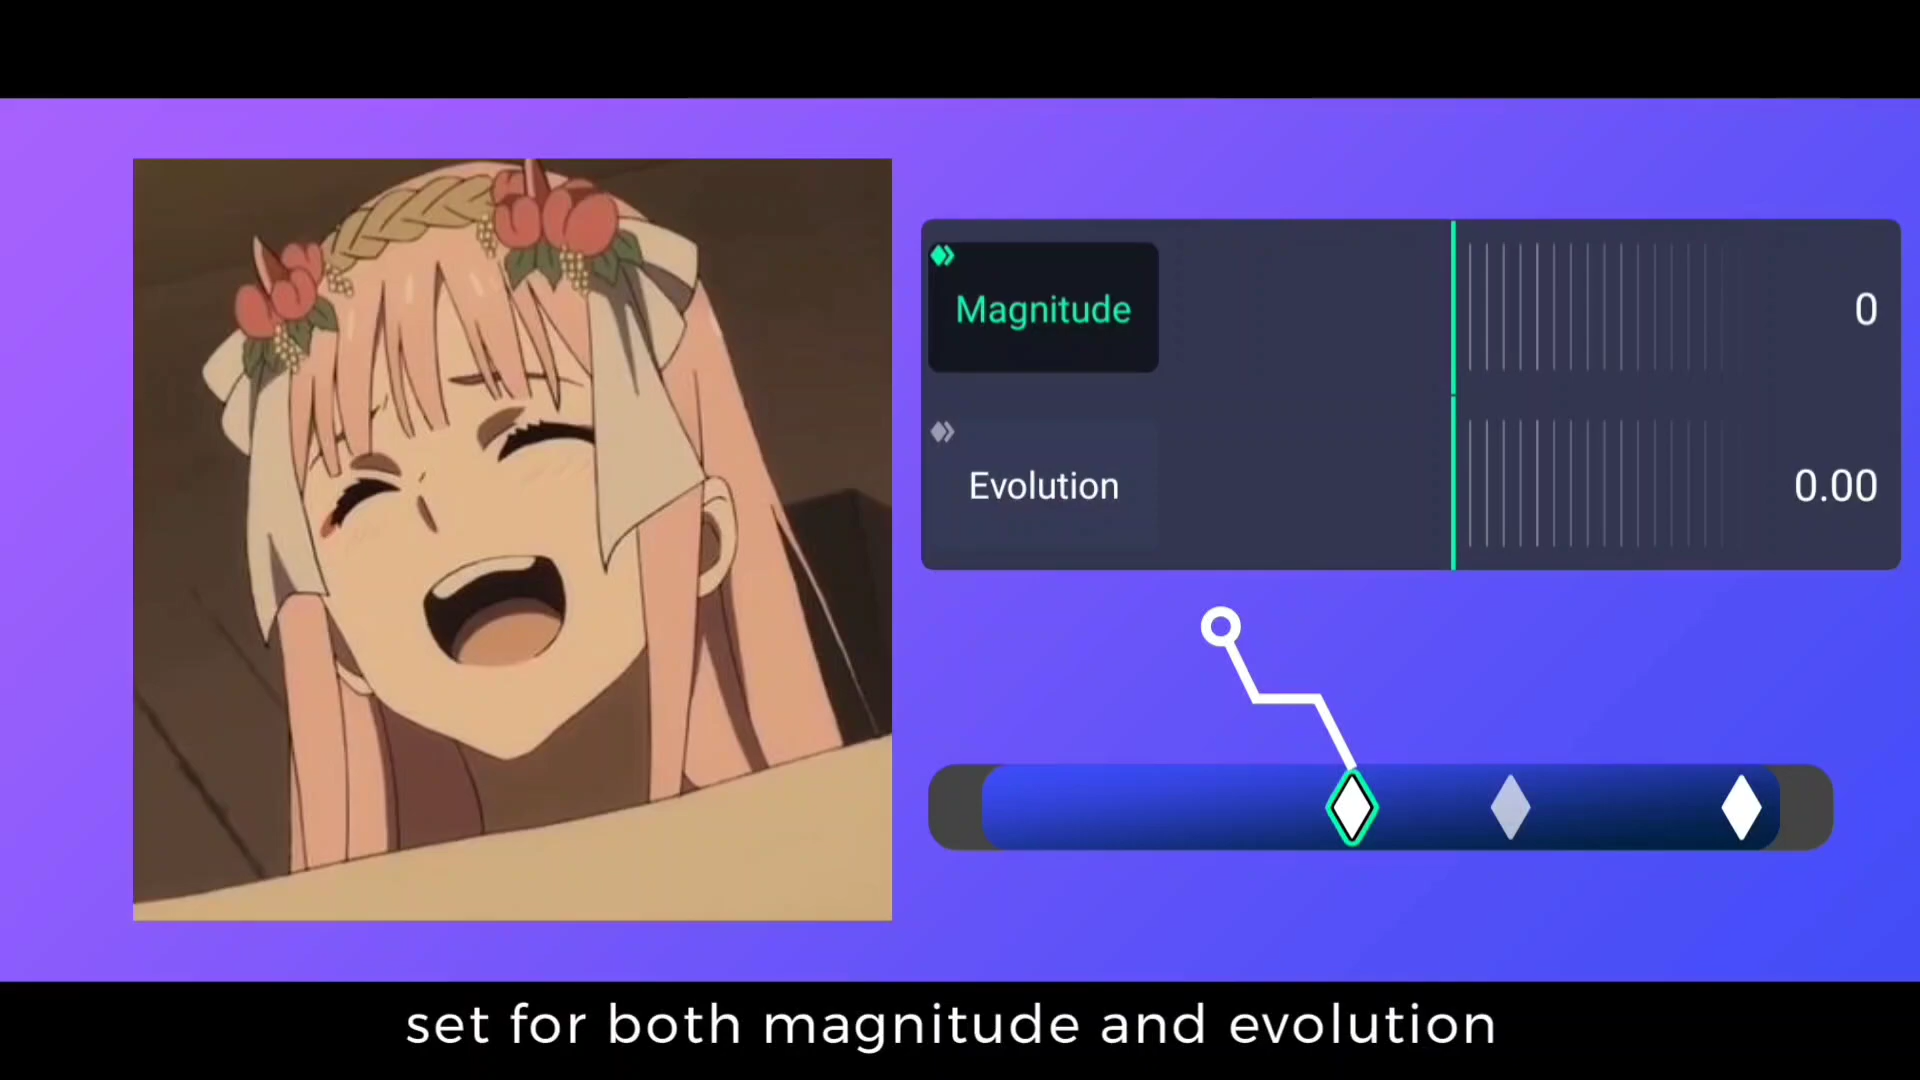 Magnitude
0
Evolution
0.00
set for both magnitude and evolution